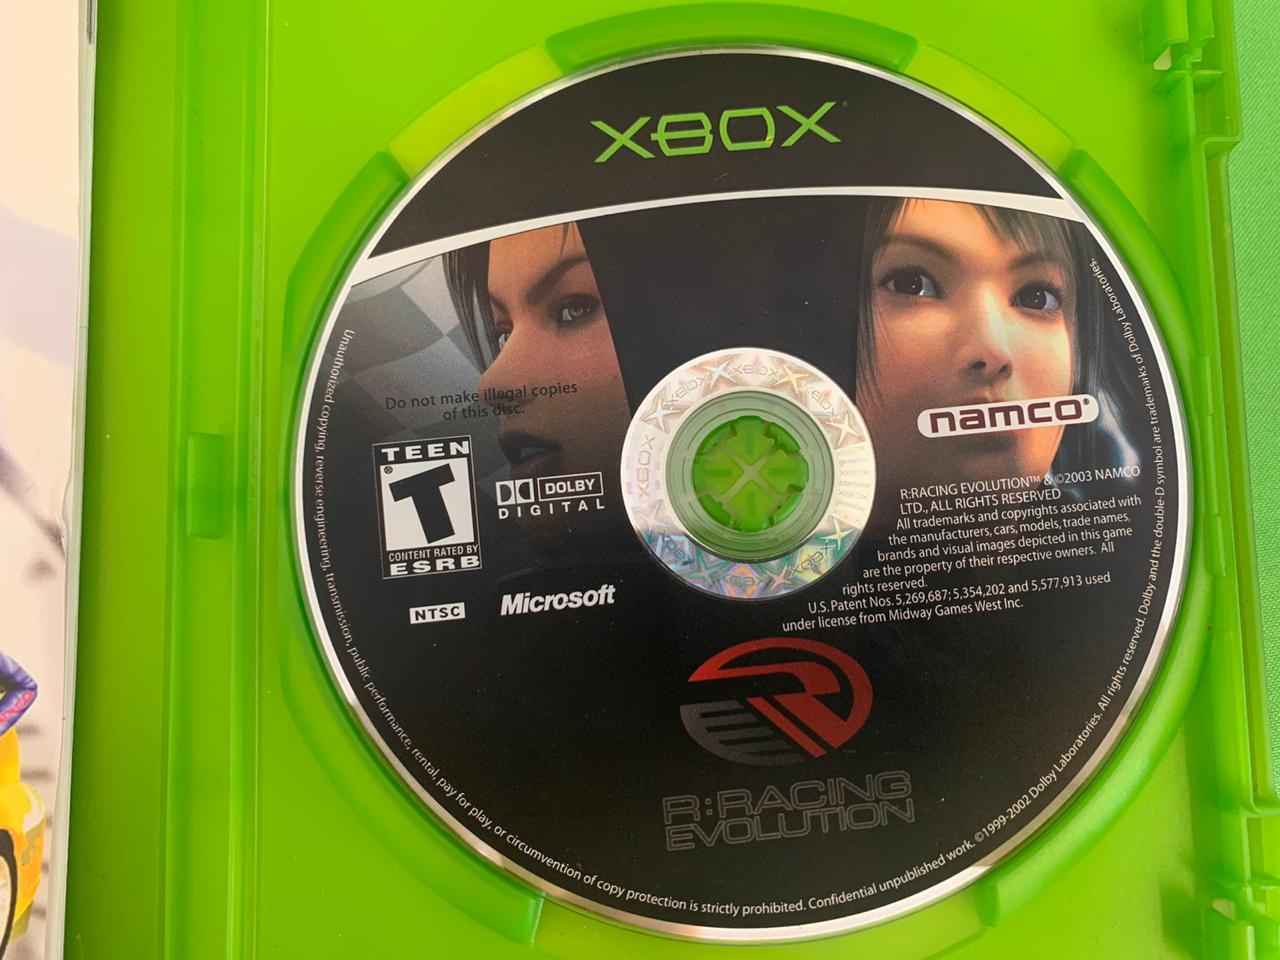 XBOX
Do not make illegal copies
of this disc.
TEEN
T
CONTENT RATED BY
ESRB
DOLBY
DIGITAL
NTSC
Microsoft
XBOX
namco®
R:RACING EVOLUTION™ & ©2003 NAMCO
LTD., ALL RIGHTS RESERVED
All trademarks and copyrights associated with
the manufacturers, cars, models, trade names,
brands and visual images depicted in this game
are the property of their respective owners. All
rights reserved.
U.S. Patent Nos. 5,269,687; 5,354,202 and 5,577,913 used
under license from Midway Games West Inc.
R:RACING
EVOLUTION
Unauthorized copying, reverse engineering, transmission, public performance, rental, pay for play, or circumvention of copy protection is strictly prohibited. Confidential unpublished work. ©1999-2002 Dolby Laboratories. All rights reserved. Dolby and the double-D symbol are trademarks of Dolby Laboratories.